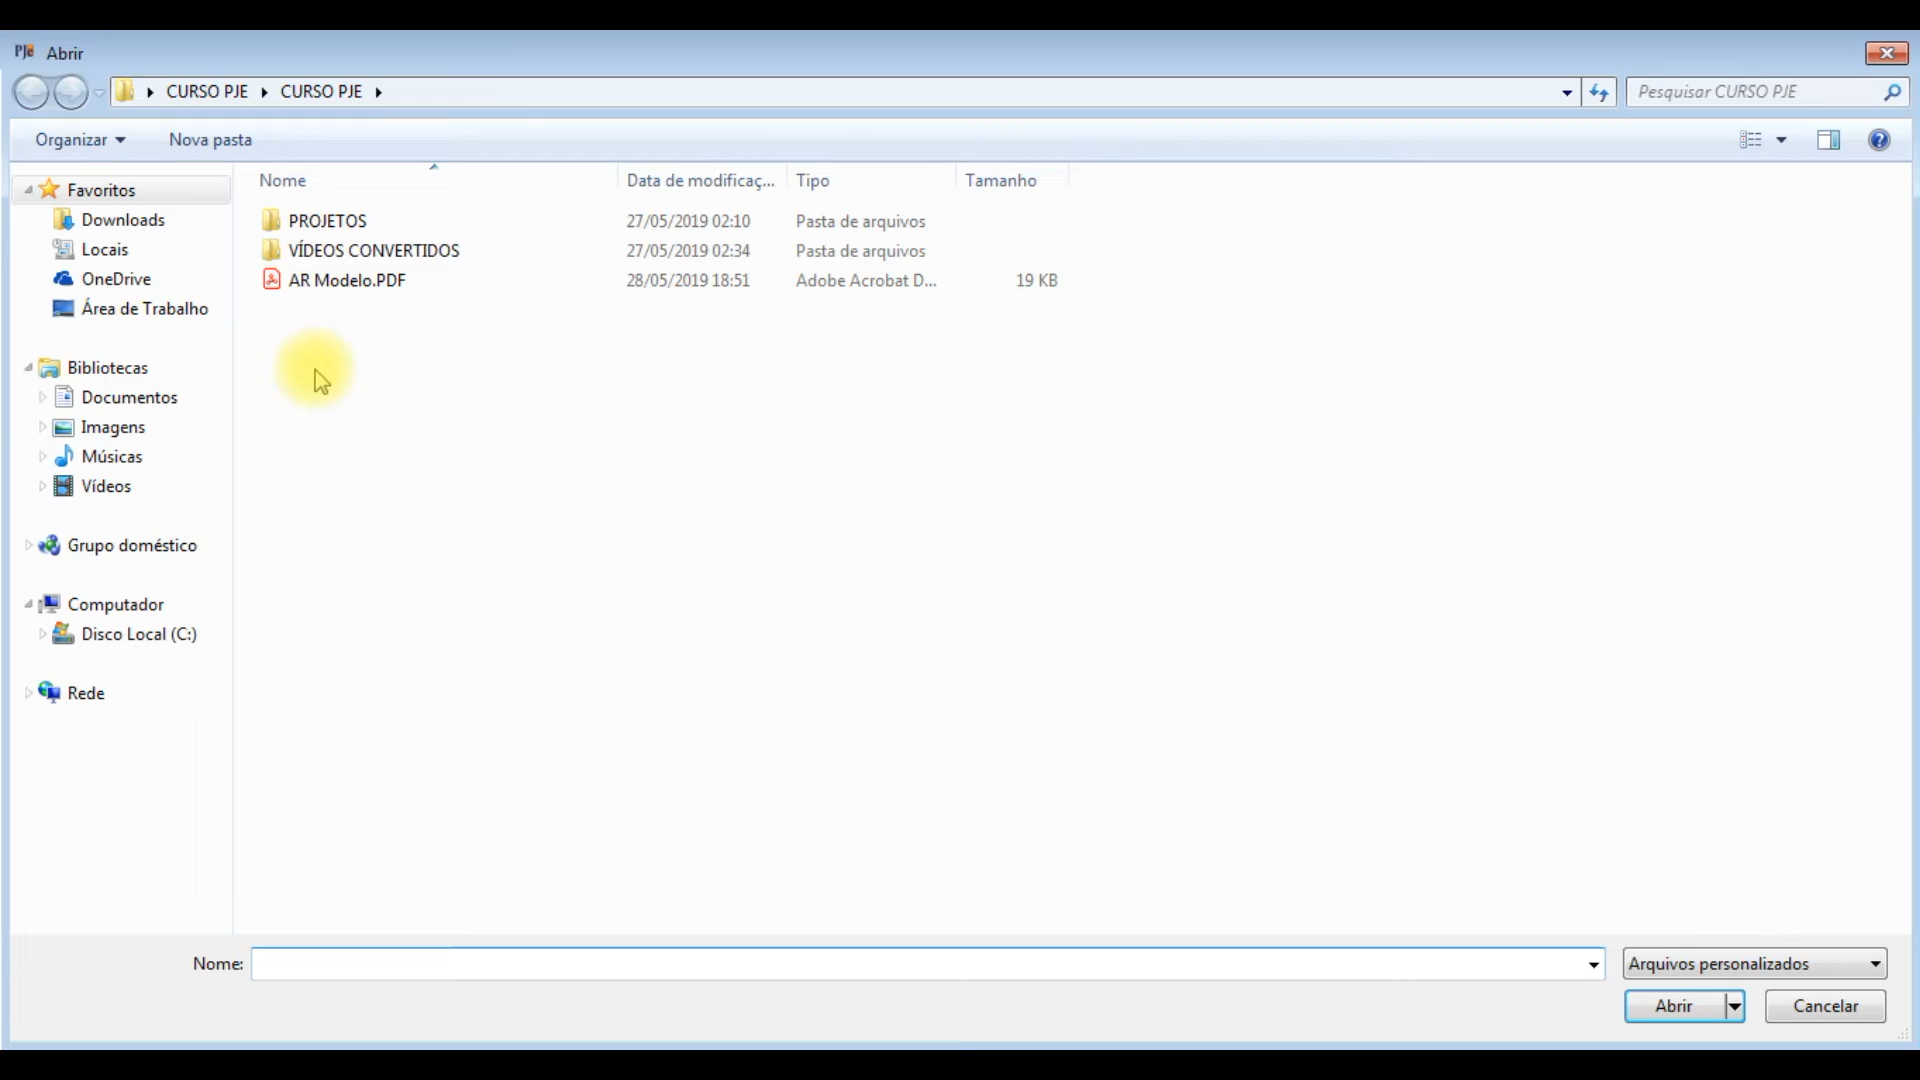 PJe Abrir
CURSO PJE CURSO PJE
Pesquisar CURSO PJE
Organizar Nova pasta
Nome Data de modificaç... Tipo Tamanho
PROJETOS 27/05/2019 02:10 Pasta de arquivos
VÍDEOS CONVERTIDOS 27/05/2019 02:34 Pasta de arquivos
AR Modelo.PDF 28/05/2019 18:51 Adobe Acrobat D... 19 KB
Favoritos
Downloads
Locais
OneDrive
Área de Trabalho
Bibliotecas
Documentos
Imagens
Músicas
Vídeos
Grupo doméstico
Computador
Disco Local (C:)
Rede
Nome:
Arquivos personalizados
Abrir Cancelar